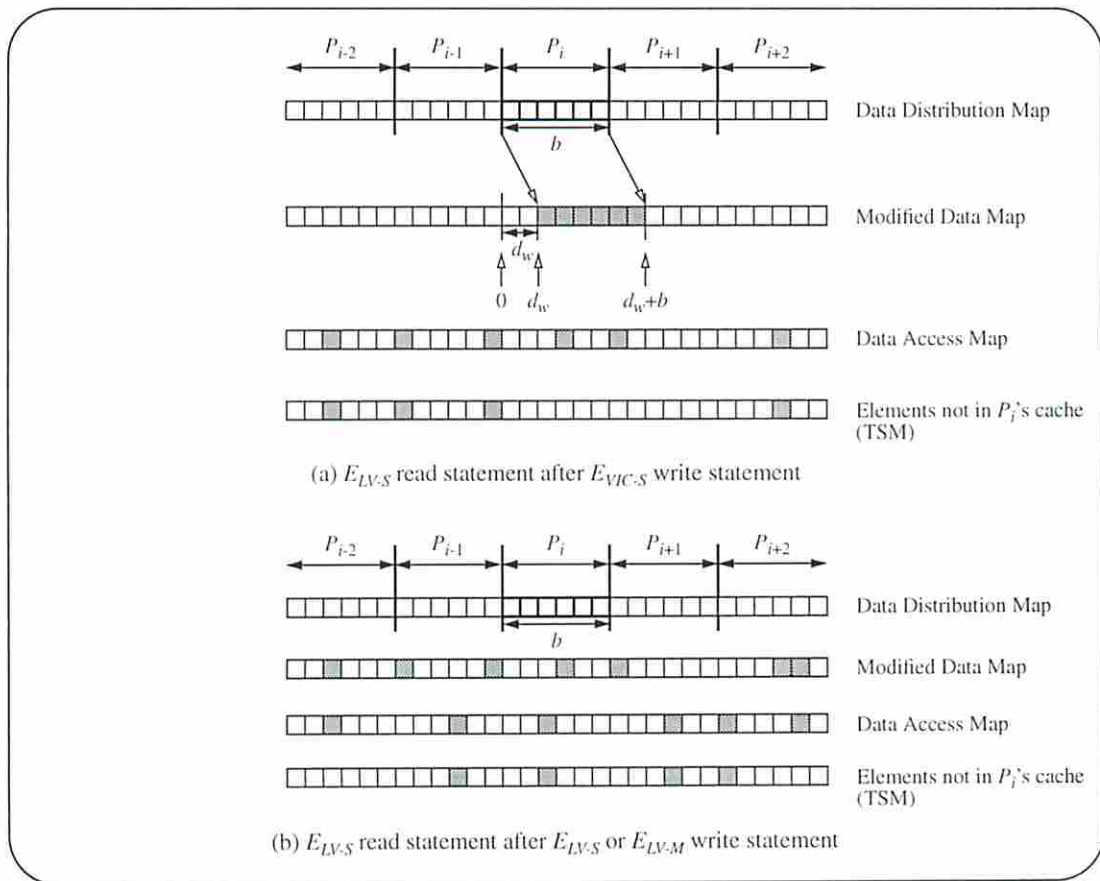 P_{i-2} P_{i-1} P_i P_{i+1} P_{i+2}
Data Distribution Map
b
Modified Data Map
d_w
0 d_w d_w+b
Data Access Map
Elements not in P_i's cache
(TSM)
(a) E_{LV-S} read statement after E_{VIC-S} write statement
P_{i-2} P_{i-1} P_i P_{i+1} P_{i+2}
Data Distribution Map
b
Modified Data Map
Data Access Map
Elements not in P_i's cache
(TSM)
(b) E_{LV-S} read statement after E_{LV-S} or E_{LV-M} write statement